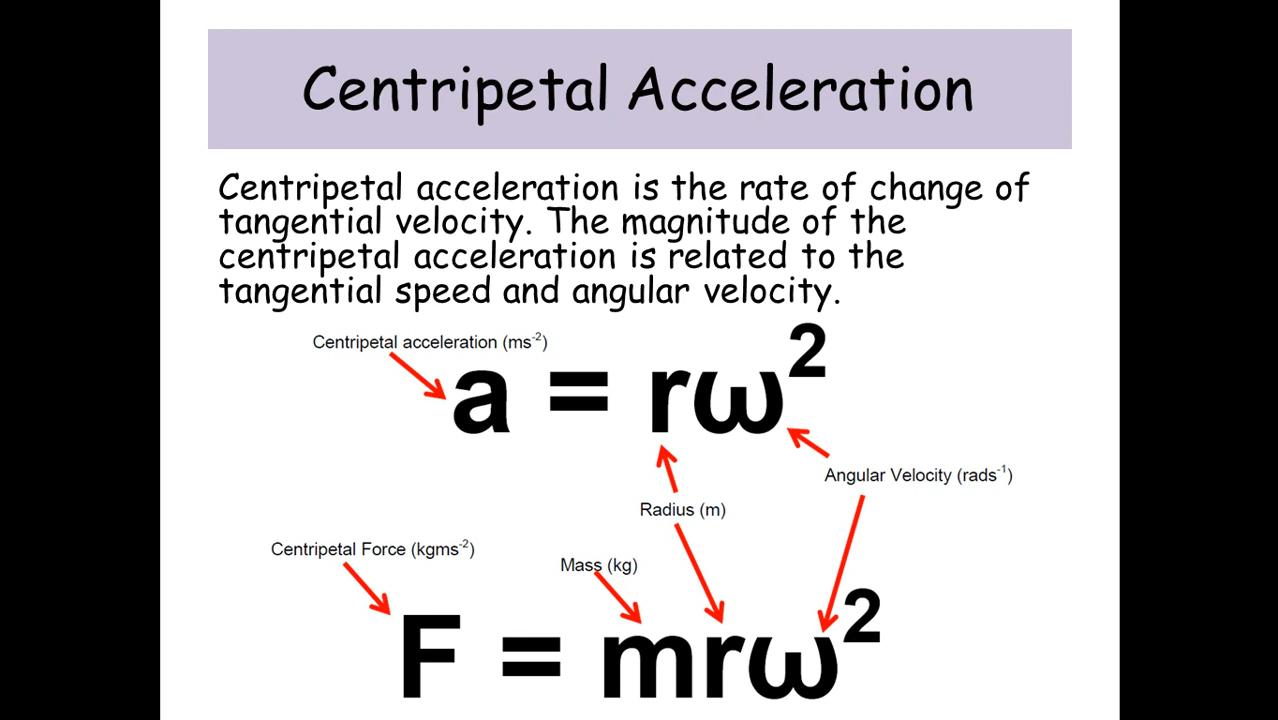 Centripetal Acceleration
Centripetal acceleration is the rate of change of
tangential velocity. The magnitude of the
centripetal acceleration is related to the
tangential speed and angular velocity.
Centripetal acceleration (ms⁻²)
a = rω²
Angular Velocity (rads⁻¹)
Radius (m)
Centripetal Force (kgms⁻²)
Mass (kg)
F = mrω²